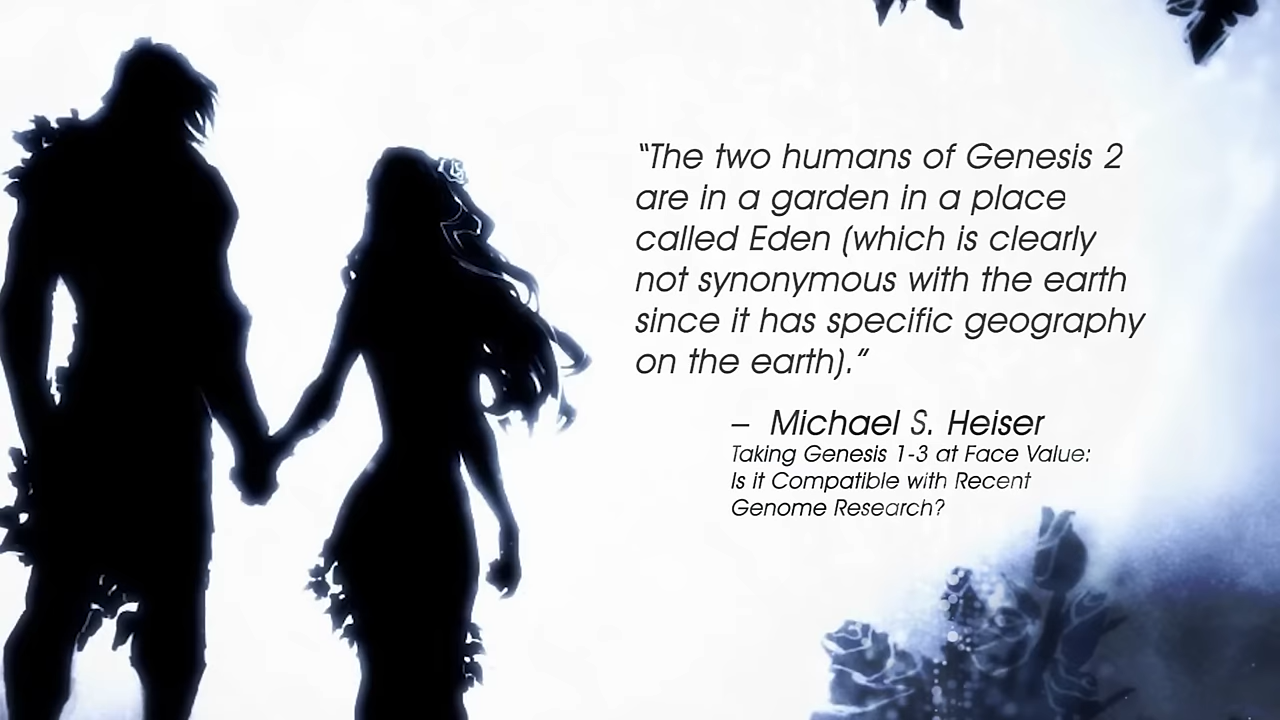 “The two humans of Genesis 2
are in a garden in a place
called Eden (which is clearly
not synonymous with the earth
since it has specific geography
on the earth).”
– Michael S. Heiser
Taking Genesis 1-3 at Face Value:
Is it Compatible with Recent
Genome Research?